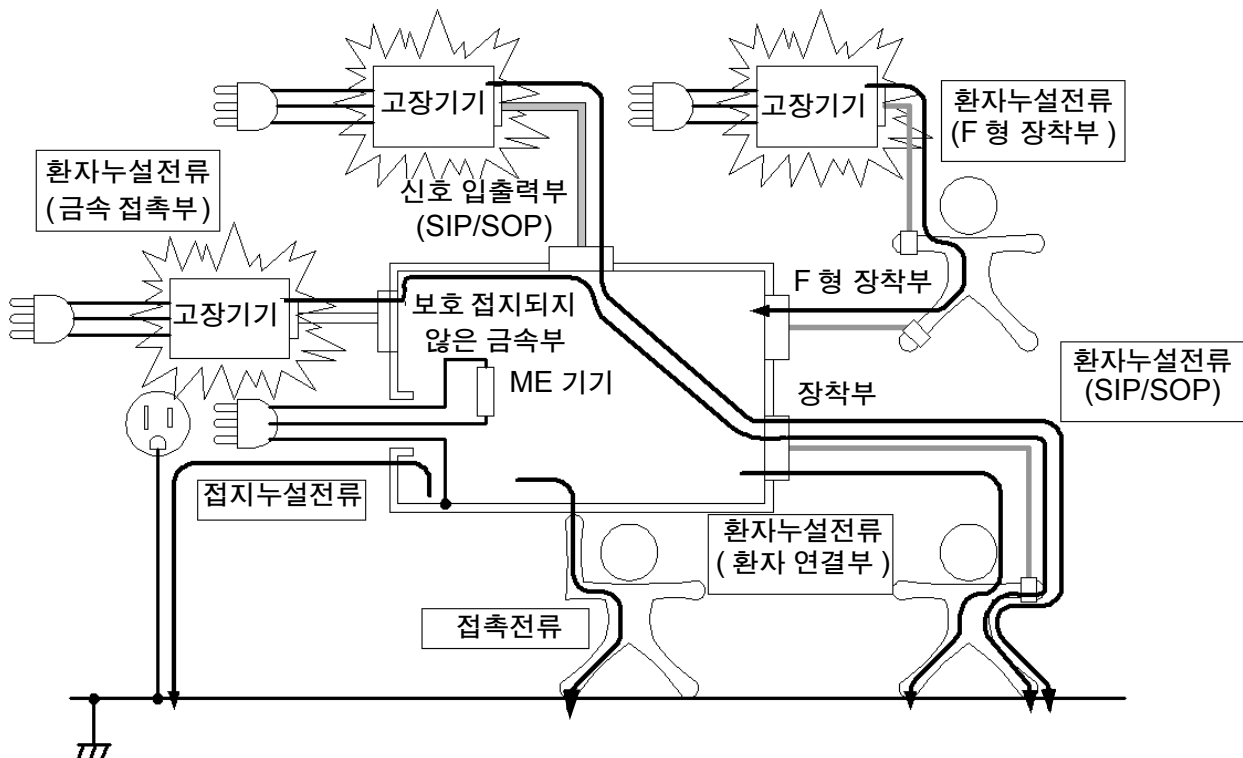 고장기기
고장기기
환자누설전류
(F 형 장착부 )
환자누설전류
(금속 접촉부)
신호 입출력부
(SIP/SOP)
고장기기
보호 접지되지
않은 금속부
F 형 장착부
ME 기기
장착부
환자누설전류
(SIP/SOP)
접지누설전류
환자누설전류
( 환자 연결부 )
접촉전류